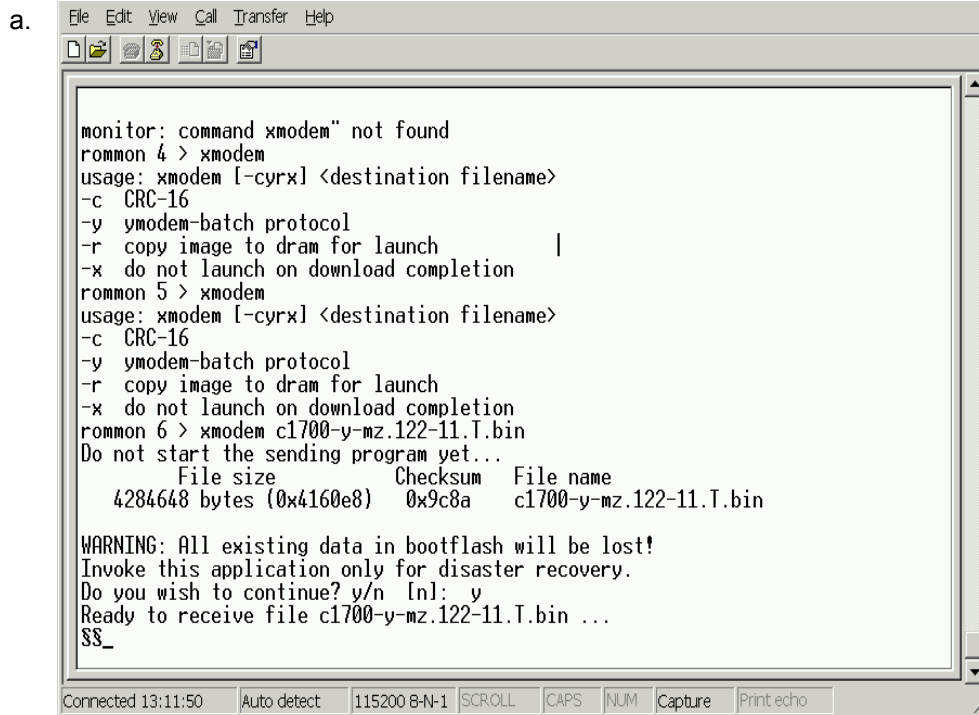 a.
File Edit View Call Transfer Help
monitor: command xmodem" not found
rommon 4 > xmodem
usage: xmodem [-cyrx] <destination filename>
-c CRC-16
-y ymodem-batch protocol
-r copy image to dram for launch
-x do not launch on download completion
rommon 5 > xmodem
usage: xmodem [-cyrx] <destination filename>
-c CRC-16
-y ymodem-batch protocol
-r copy image to dram for launch
-x do not launch on download completion
rommon 6 > xmodem c1700-y-mz.122-11.T.bin
Do not start the sending program yet...
File size Checksum File name
4284648 bytes (0x4160e8) 0x9c8a c1700-y-mz.122-11.T.bin
WARNING: All existing data in bootflash will be lost!
Invoke this application only for disaster recovery.
Do you wish to continue? y/n [n]: y
Ready to receive file c1700-y-mz.122-11.T.bin ...
§§_
Connected 13:11:50 Auto detect 115200 8-N-1 SCROLL CAPS NUM Capture Print echo